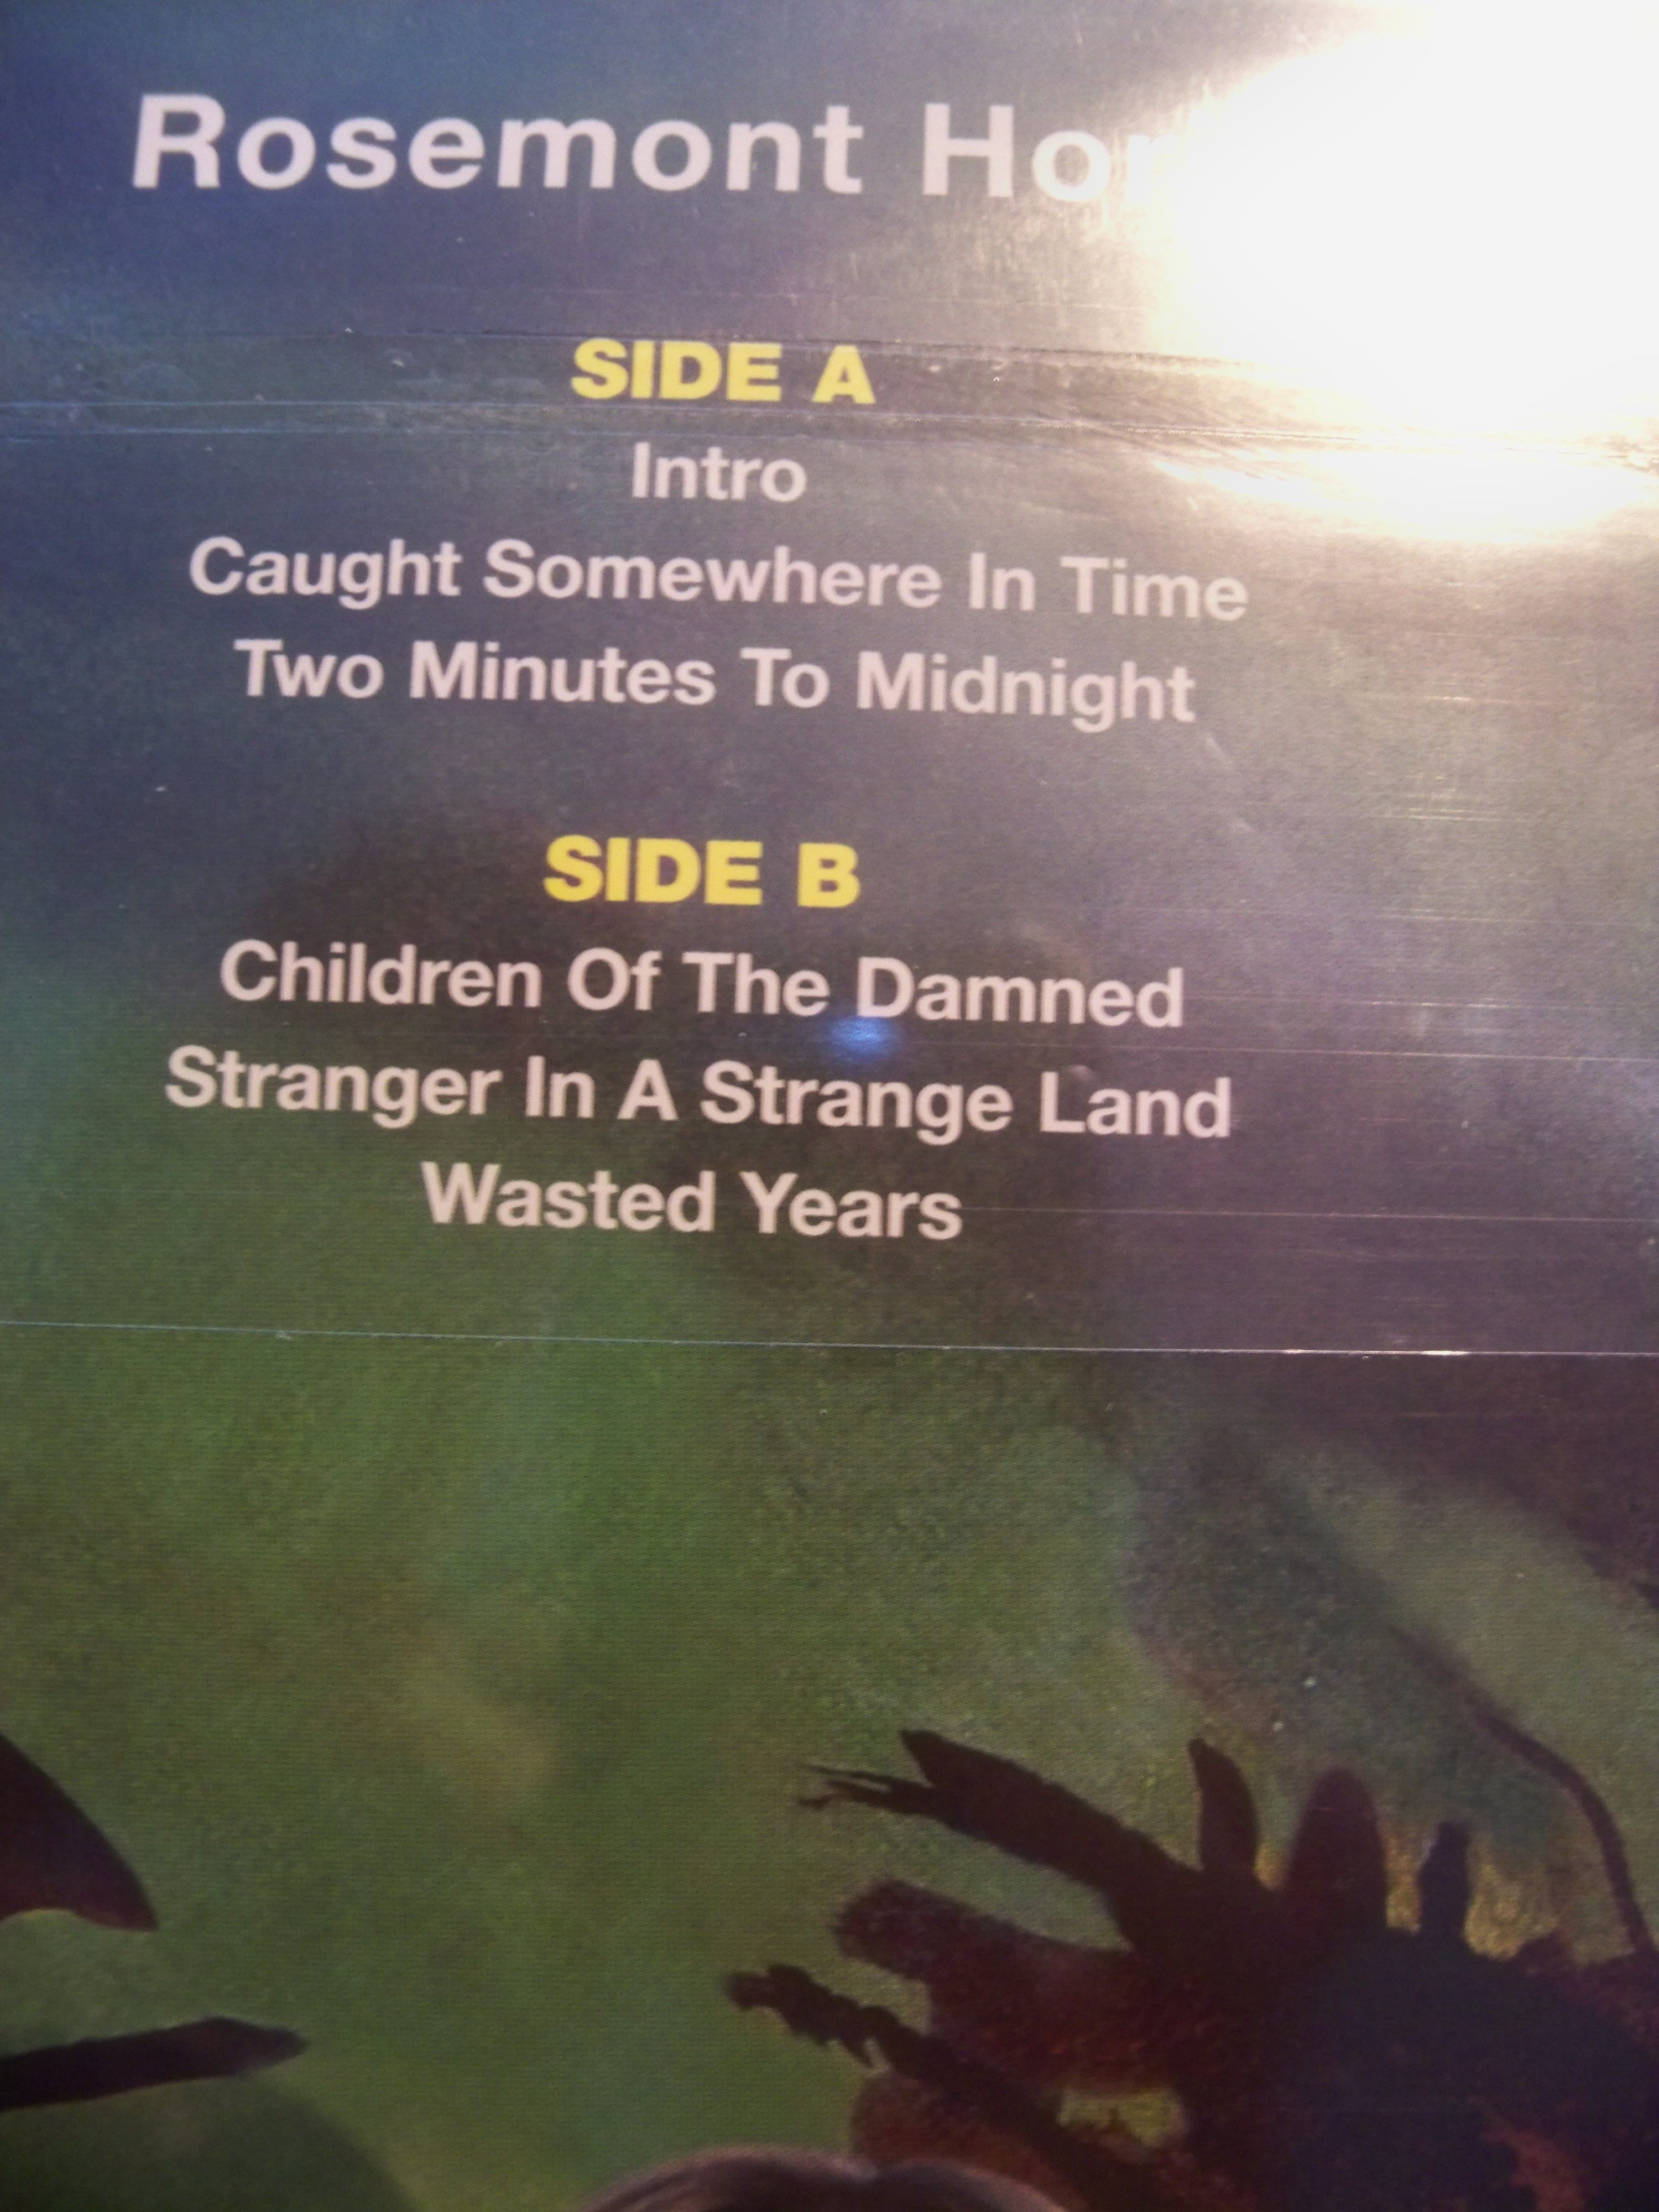 Rosemont
SIDE A
Intro
Caught Somewhere In Time
Two Minutes To Midnight
SIDE B
Children Of The Damned
Stranger In A Strange Land
Wasted Years